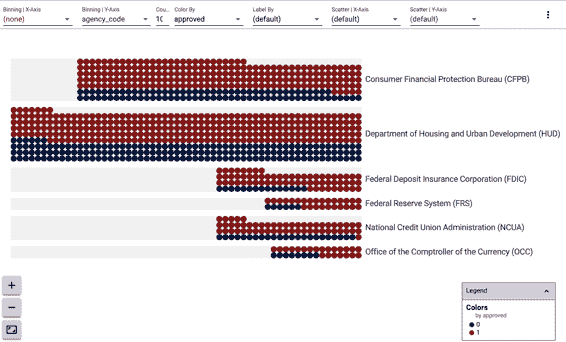 Binning | X-Axis Binning | Y-Axis Cou... Color By Label By Scatter | X-Axis Scatter | Y-Axis
(none) agency_code 10 approved (default) (default) (default)
Consumer Financial Protection Bureau (CFPB)
Department of Housing and Urban Development (HUD)
Federal Deposit Insurance Corporation (FDIC)
Federal Reserve System (FRS)
National Credit Union Administration (NCUA)
Office of the Comptroller of the Currency (OCC)
Legend
Colors
by approved
0
1